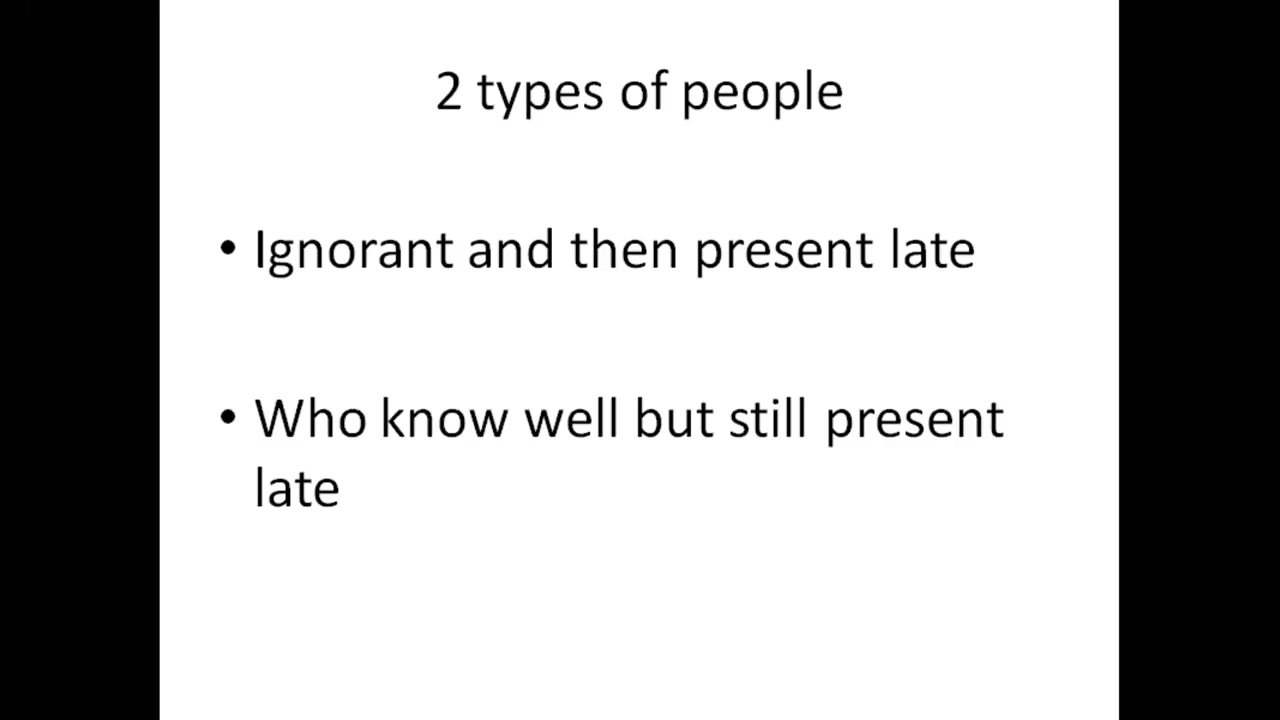 2 types of people
• Ignorant and then present late
• Who know well but still present
late